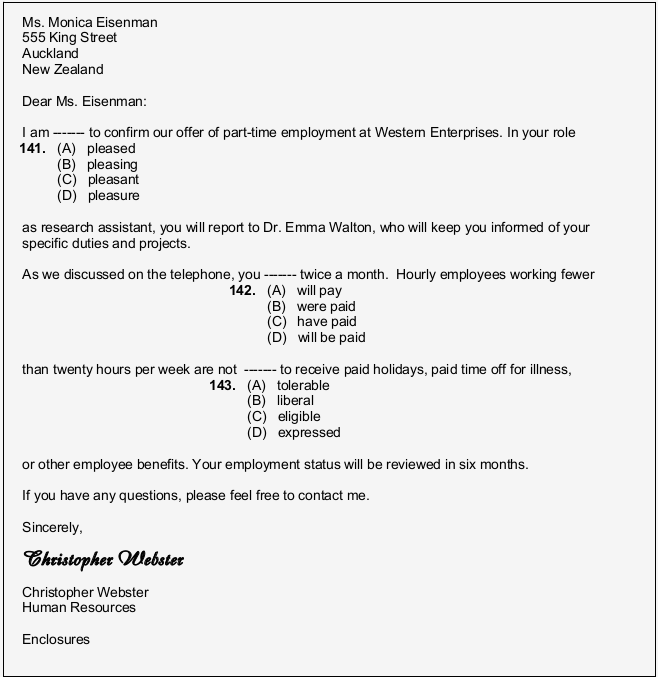 Ms. Monica Eisenman
555 King Street
Auckland
New Zealand
Dear Ms. Eisenman:
I am ------- to confirm our offer of part-time employment at Western Enterprises. In your role
141. (A) pleased
(B) pleasing
(C) pleasant
(D) pleasure
as research assistant, you will report to Dr. Emma Walton, who will keep you informed of your
specific duties and projects.
As we discussed on the telephone, you ------- twice a month. Hourly employees working fewer
142. (A) will pay
(B) were paid
(C) have paid
(D) will be paid
than twenty hours per week are not ------- to receive paid holidays, paid time off for illness,
143. (A) tolerable
(B) liberal
(C) eligible
(D) expressed
or other employee benefits. Your employment status will be reviewed in six months.
If you have any questions, please feel free to contact me.
Sincerely,
Christopher Webster
Christopher Webster
Human Resources
Enclosures